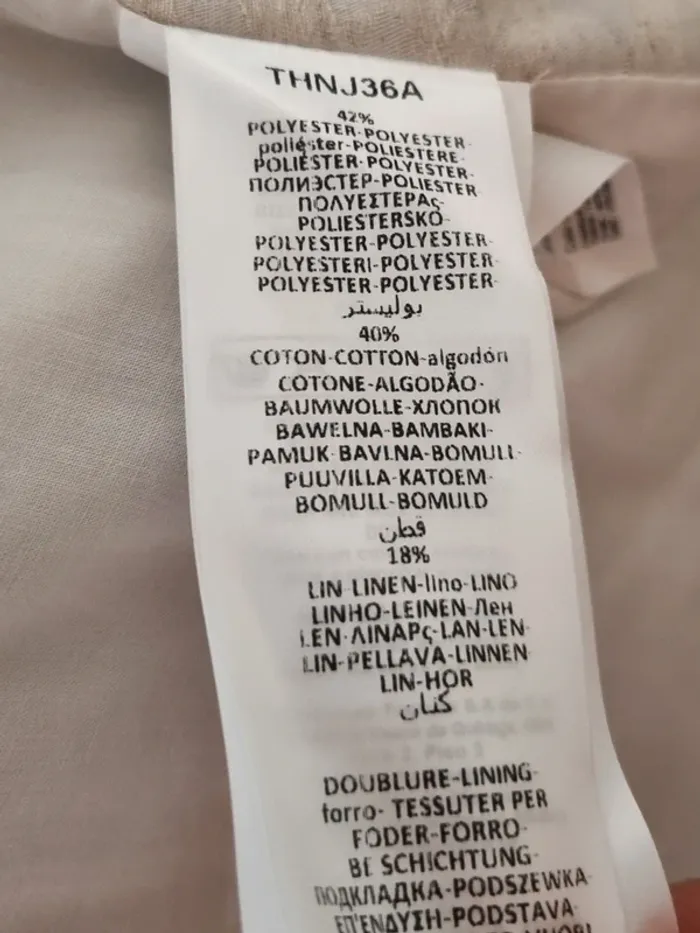 THNJ36A
42%
POLYESTER-POLYESTER-
poliéster-POLIESTERE-
POLIÉSTER-POLYESTER-
ПОЛИЭСТЕР-POLIESTER
ΠΟΛΥΕΣΤΕΡΑς-
POLIESTERSKO-
POLYESTER-POLYESTER-
POLYESTERI-POLYESTER-
POLYESTER-POLYESTER-
بوليستر
40%
COTON-COTTON-algodón
COTONE-ALGODÃO-
BAUMWOLLE-ХЛОПОК
BAWELNA-BAMBAKI-
PAMUK-BAVLNA-BOMULL-
PUUVILLA-KATOEM-
BOMULL-BOMULD
قطن
18%
LIN-LINEN-lino-LINO
LINHO-LEINEN-Лен
LEN-ΛΙΝΑΡς-LAN-LEN-
LIN-PELLAVA-LINNEN
LIN-HOR
كتان
DOUBLURE-LINING-
forro- TESSUTER PER
FODER-FORRO-
BE SCHICHTUNG-
ПОДКЛАДКА-PODSZEWKA-
ΕΠΈΝΔΥΣΗ-PODSTAVA-